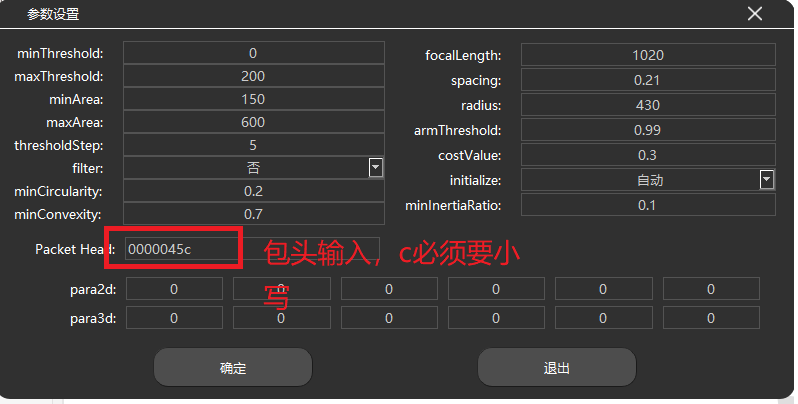 参数设置
minThreshold: 0
maxThreshold: 200
minArea: 150
maxArea: 600
thresholdStep: 5
filter: 否
minCircularity: 0.2
minConvexity: 0.7
focalLength: 1020
spacing: 0.21
radius: 430
armThreshold: 0.99
costValue: 0.3
initialize: 自动
minInertiaRatio: 0.1
Packet Head: 0000045c
包头输入，c必须要小
写
para2d: 0 0 0 0 0 0
para3d: 0 0 0 0 0 0
确定 退出